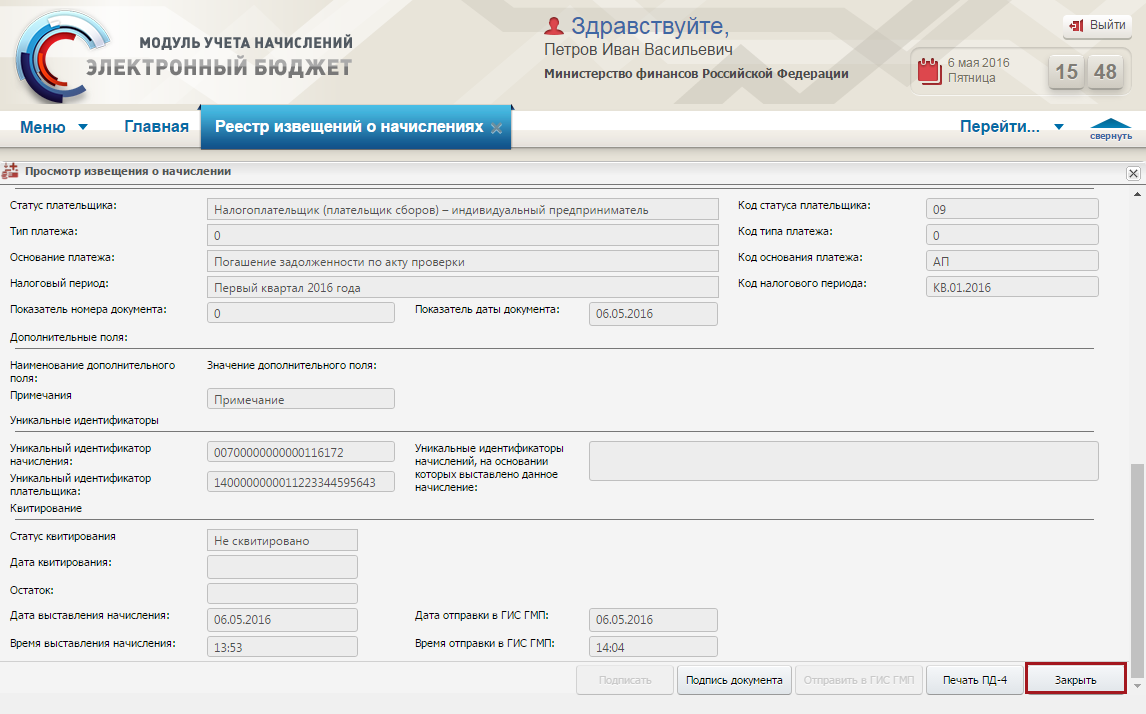 МОДУЛЬ УЧЕТА НАЧИСЛЕНИЙ
ЭЛЕКТРОННЫЙ БЮДЖЕТ
Здравствуйте,
Петров Иван Васильевич
Министерство финансов Российской Федерации
Выйти
6 мая 2016
Пятница
15 48
Меню
Главная
Реестр извещений о начислениях
Перейти...
свернуть
Просмотр извещения о начислении
Статус плательщика: Налогоплательщик (плательщик сборов) – индивидуальный предприниматель Код статуса плательщика: 09
Тип платежа: 0 Код типа платежа: 0
Основание платежа: Погашение задолженности по акту проверки Код основания платежа: АП
Налоговый период: Первый квартал 2016 года Код налогового периода: КВ.01.2016
Показатель номера документа: 0 Показатель даты документа: 06.05.2016
Дополнительные поля:
Наименование дополнительного
поля:
Значение дополнительного поля:
Примечания Примечание
Уникальные идентификаторы
Уникальный идентификатор
начисления:
00700000000000116172
Уникальные идентификаторы
начислений, на основании
которых выставлено данное
начисление:
Уникальный идентификатор
плательщика:
1400000000011223344595643
Квитирование
Статус квитирования Не сквитировано
Дата квитирования:
Остаток:
Дата выставления начисления: 06.05.2016 Дата отправки в ГИС ГМП: 06.05.2016
Время выставления начисления: 13:53 Время отправки в ГИС ГМП: 14:04
Подписать Подпись документа Отправить в ГИС ГМП Печать ПД-4 Закрыть